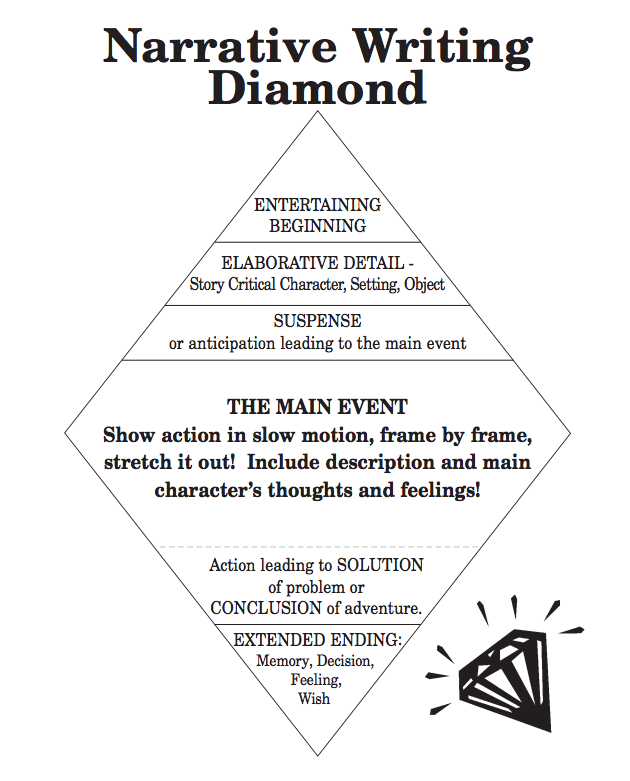 Narrative Writing
Diamond
ENTERTAINING
BEGINNING
ELABORATIVE DETAIL -
Story Critical Character, Setting, Object
SUSPENSE
or anticipation leading to the main event
THE MAIN EVENT
Show action in slow motion, frame by frame,
stretch it out!  Include description and main
character’s thoughts and feelings!
Action leading to SOLUTION
of problem or
CONCLUSION of adventure.
EXTENDED ENDING:
Memory, Decision,
Feeling,
Wish